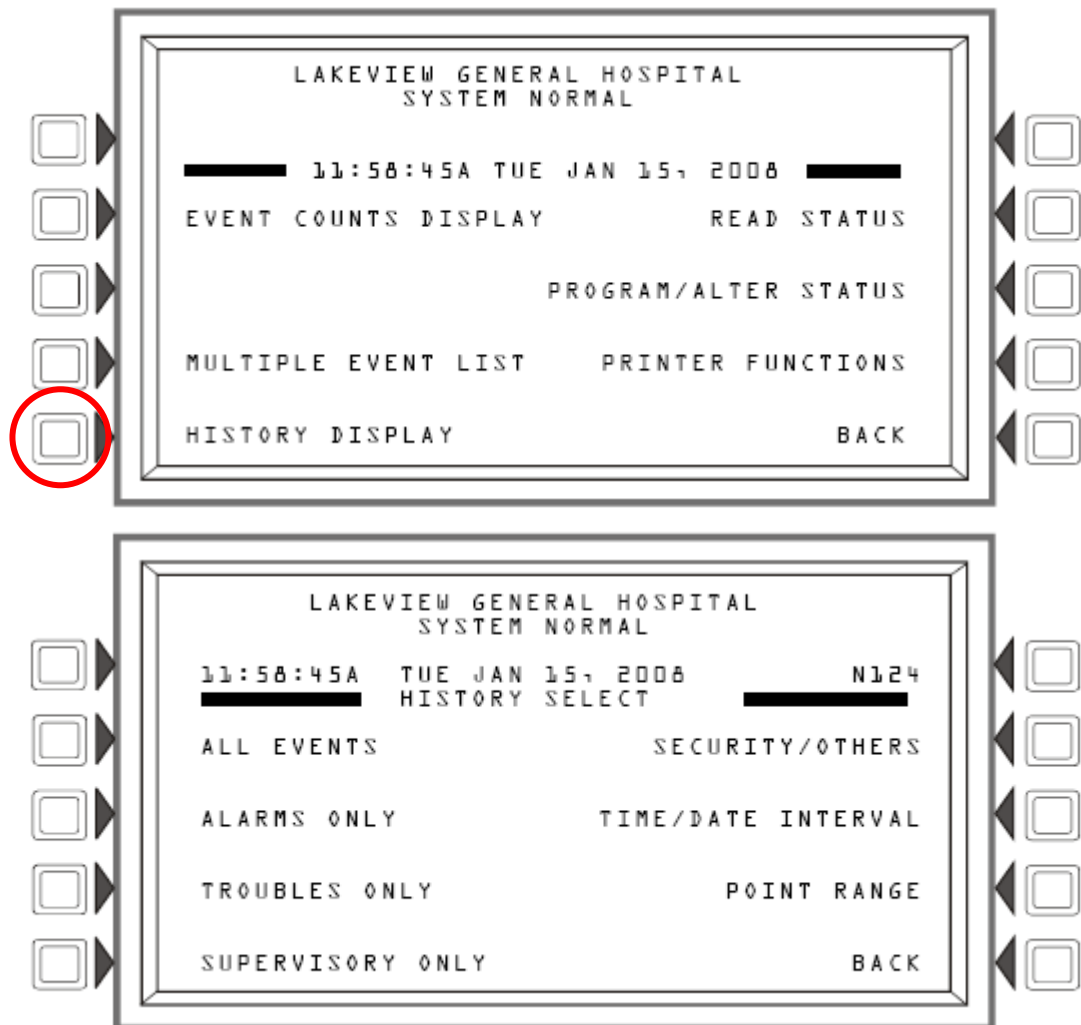 LAKEVIEW GENERAL HOSPITAL
SYSTEM NORMAL
11:58:45A TUE JAN 15, 2008
EVENT COUNTS DISPLAY READ STATUS
PROGRAM/ALTER STATUS
MULTIPLE EVENT LIST PRINTER FUNCTIONS
HISTORY DISPLAY BACK
LAKEVIEW GENERAL HOSPITAL
SYSTEM NORMAL
11:58:45A TUE JAN 15, 2008 N124
HISTORY SELECT
ALL EVENTS SECURITY/OTHERS
ALARMS ONLY TIME/DATE INTERVAL
TROUBLES ONLY POINT RANGE
SUPERVISORY ONLY BACK